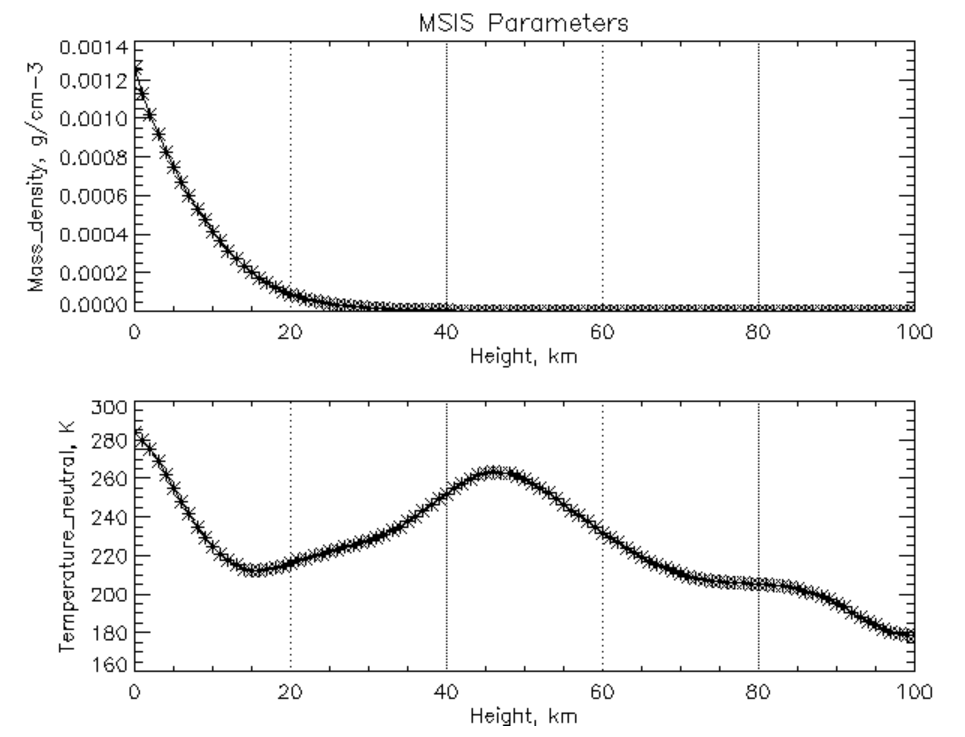 MSIS Parameters
Mass_density, g/cm-3
0.0014
0.0012
0.0010
0.0008
0.0006
0.0004
0.0002
0.0000
0 20 40 60 80 100
Height, km
Temperature_neutral, K
300
280
260
240
220
200
180
160
0 20 40 60 80 100
Height, km